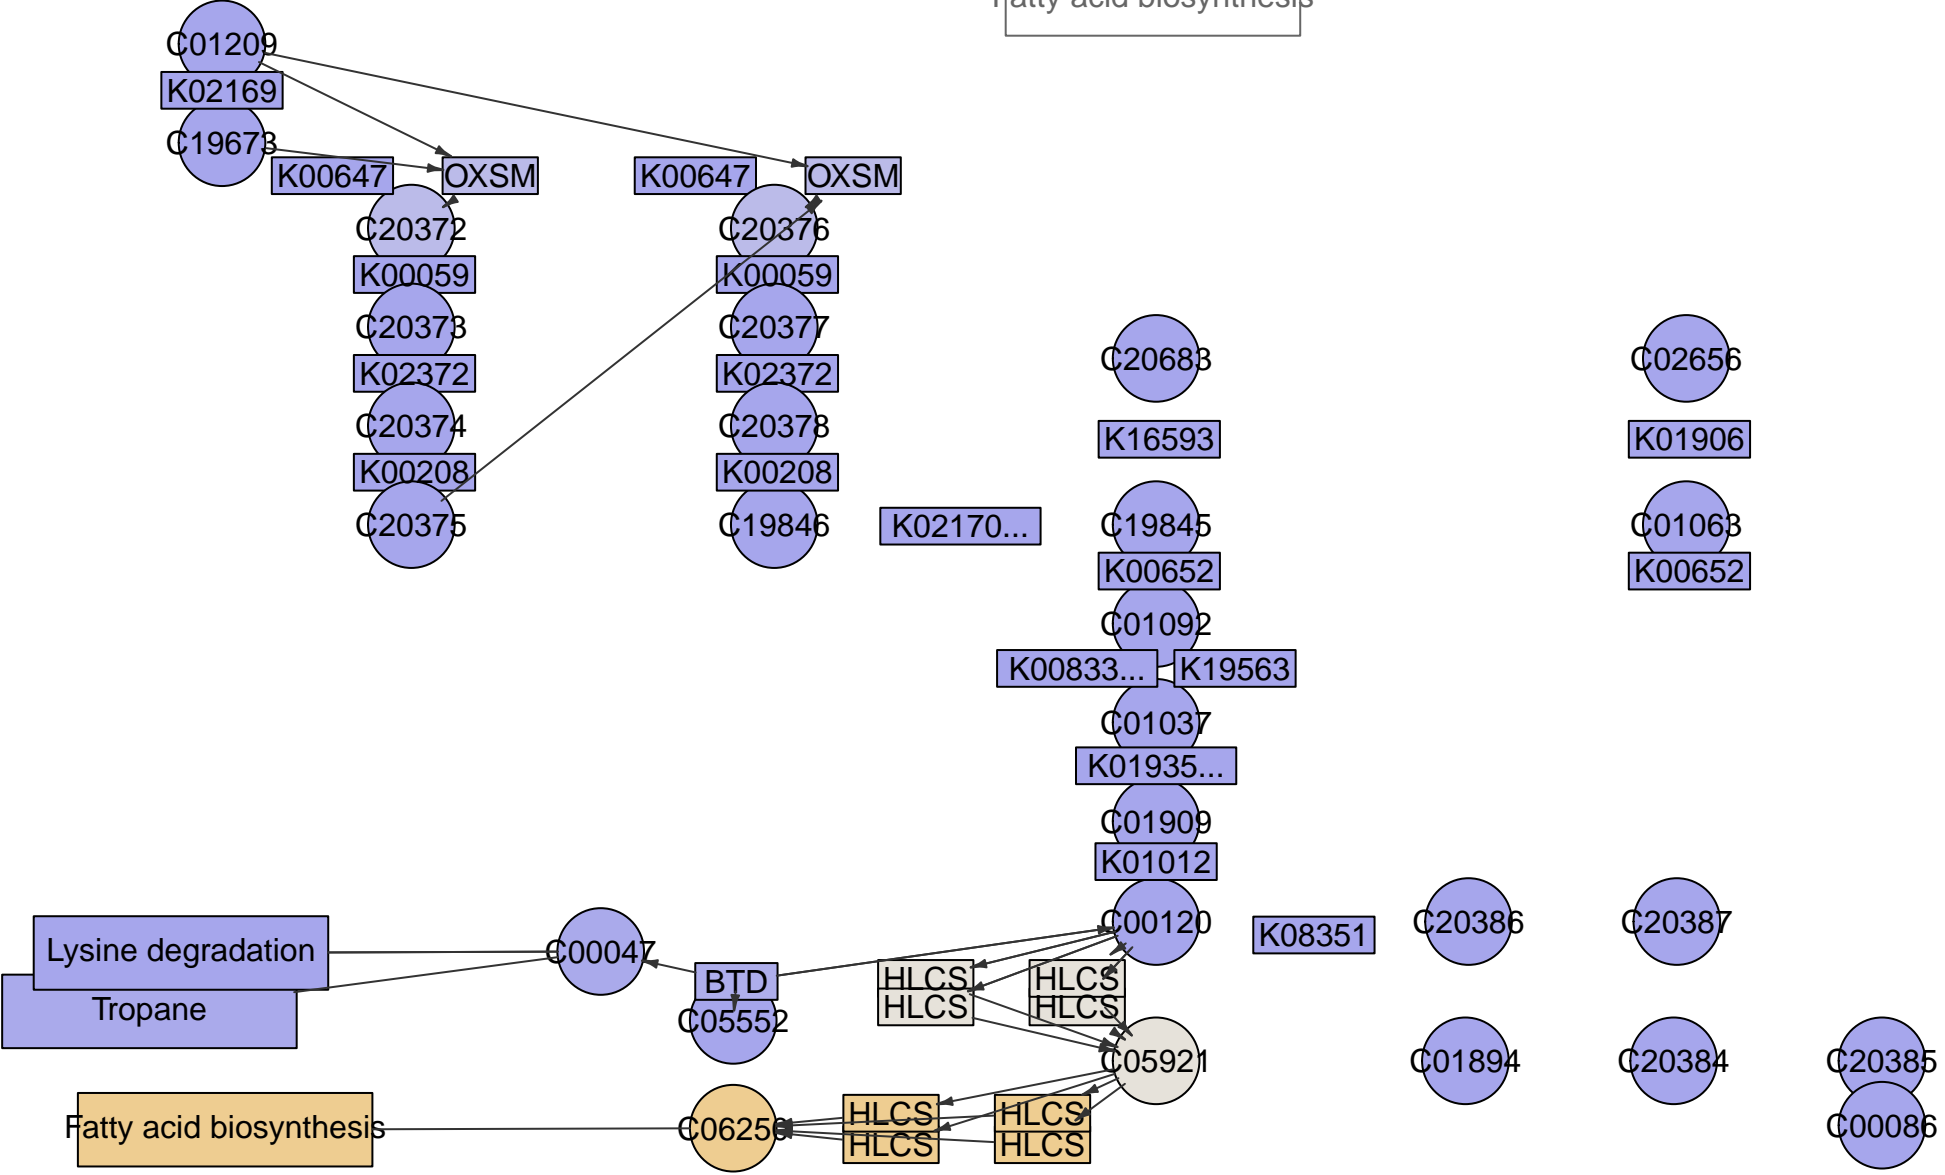 Fatty acid biosynthesis
C01209
K02169
C19673
K00647
OXSM
K00647
OXSM
C20372
C20376
K00059
K00059
C20373
C20377
C20683
C02656
K02372
K02372
C20374
C20378
K16593
K01906
K00208
K00208
C20375
C19846
K02170...
C19845
C01063
K00652
K00652
C01092
K00833...
K19563
C01037
K01935...
C01909
K01012
C00120
K08351
C20386
C20387
Lysine degradation
C00047
BTD
HLCS
HLCS
Tropane
C05552
HLCS
HLCS
C05921
C01894
C20384
C20385
Fatty acid biosynthesis
C06250
HLCS
HLCS
C00086
HLCS
HLCS